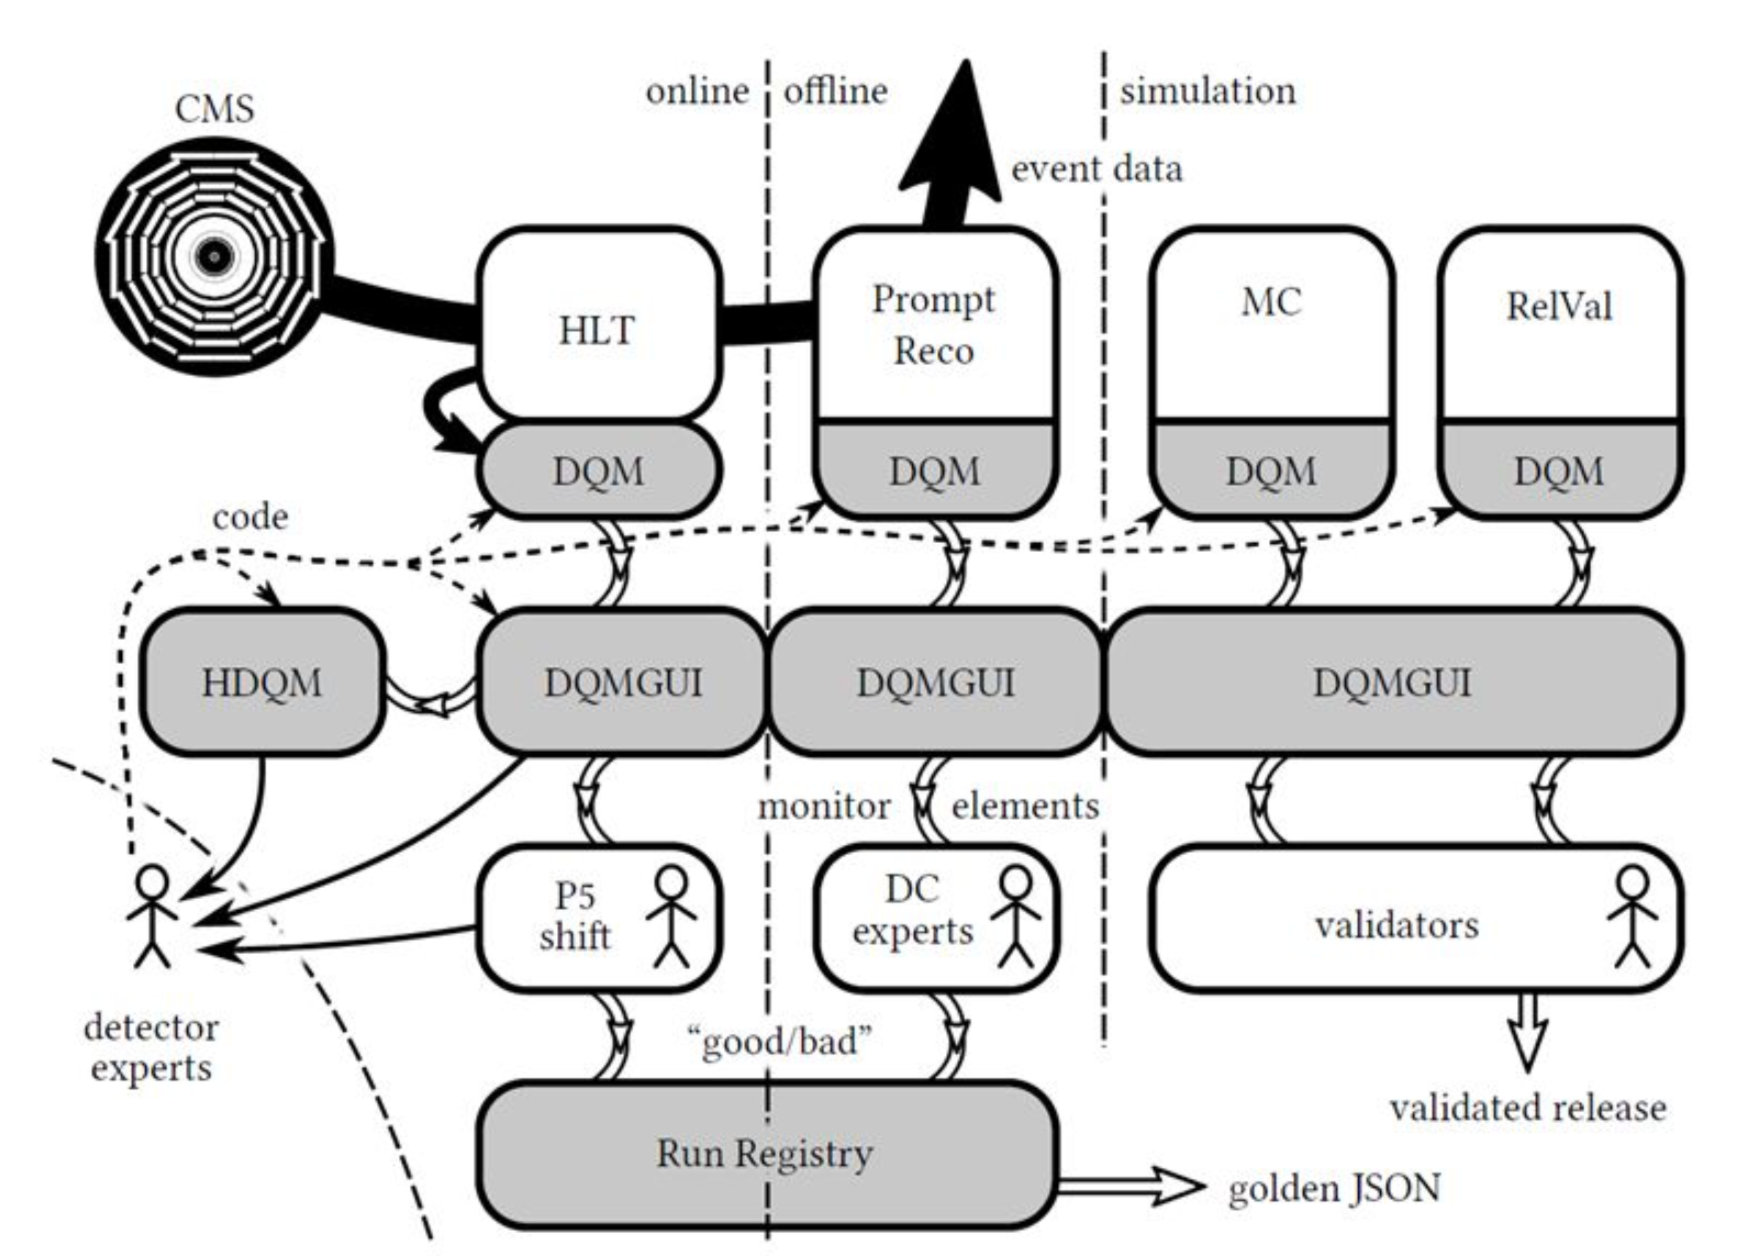 CMS
online
offline
simulation
event data
HLT
Prompt
Reco
MC
RelVal
DQM
DQM
DQM
DQM
code
HDQM
DQMGUI
DQMGUI
DQMGUI
monitor elements
P5
shift
DC
experts
validators
detector
experts
“good/bad”
validated release
Run Registry
golden JSON